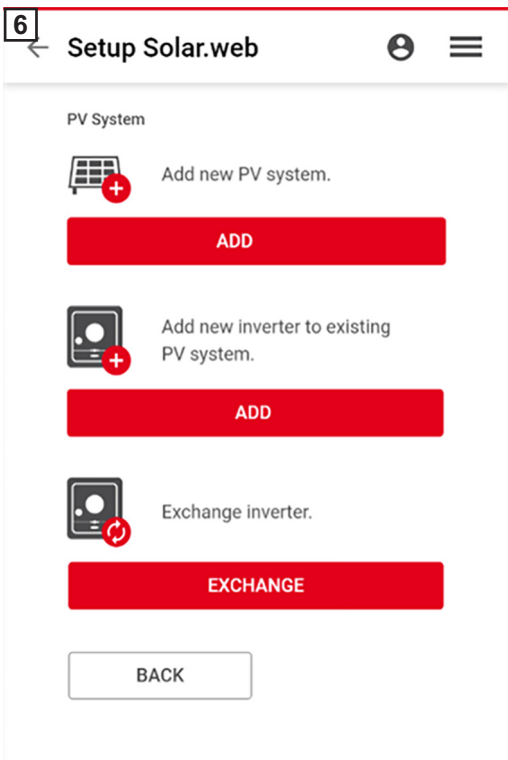 6
Setup Solar.web
PV System
Add new PV system.
ADD
Add new inverter to existing
PV system.
ADD
Exchange inverter.
EXCHANGE
BACK